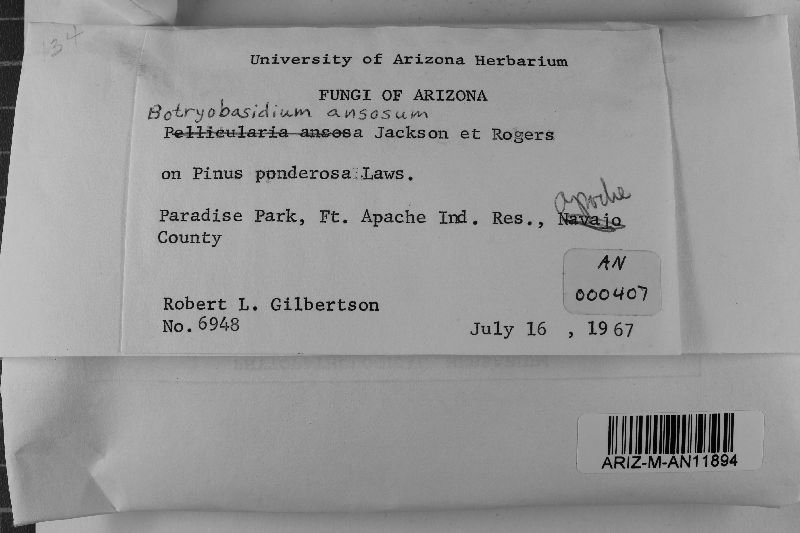 134
University of Arizona Herbarium
FUNGI OF ARIZONA
Botryobasidium ansosum
Pellicularia ansosa Jackson et Rogers
on Pinus ponderosa Laws.
apache
Paradise Park, Ft. Apache Ind. Res., Navajo
County
AN
000407
Robert L. Gilbertson
No. 6948
July 16 , 1967
ARIZ-M-AN11894